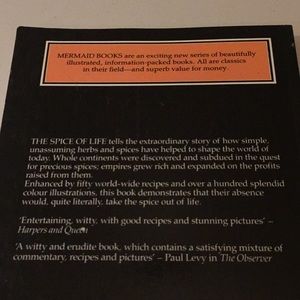 MERMAID BOOKS are an exciting new series of beautifully
illustrated, information-packed books. All are classics
in their field—and superb value for money.
THE SPICE OF LIFE tells the extraordinary story of how simple,
unassuming herbs and spices have helped to shape the world of
today. Whole continents were discovered and subdued in the quest
for precious spices; empires grew rich and expanded on the profits
raised from them.
Enhanced by fifty world-wide recipes and over a hundred splendid
colour illustrations, this book demonstrates that their absence
would, quite literally, take the spice out of life.
'Entertaining, witty, with good recipes and stunning pictures' –
Harpers and Queen
'A witty and erudite book, which contains a satisfying mixture of
commentary, recipes and pictures' – Paul Levy in The Observer